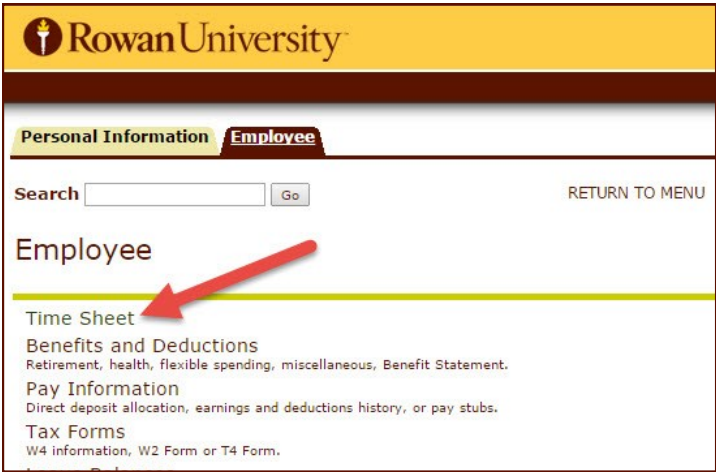 Rowan University
Personal Information Employee
Search Go RETURN TO MENU
Employee
Time Sheet
Benefits and Deductions
Retirement, health, flexible spending, miscellaneous, Benefit Statement.
Pay Information
Direct deposit allocation, earnings and deductions history, or pay stubs.
Tax Forms
W4 information, W2 Form or T4 Form.